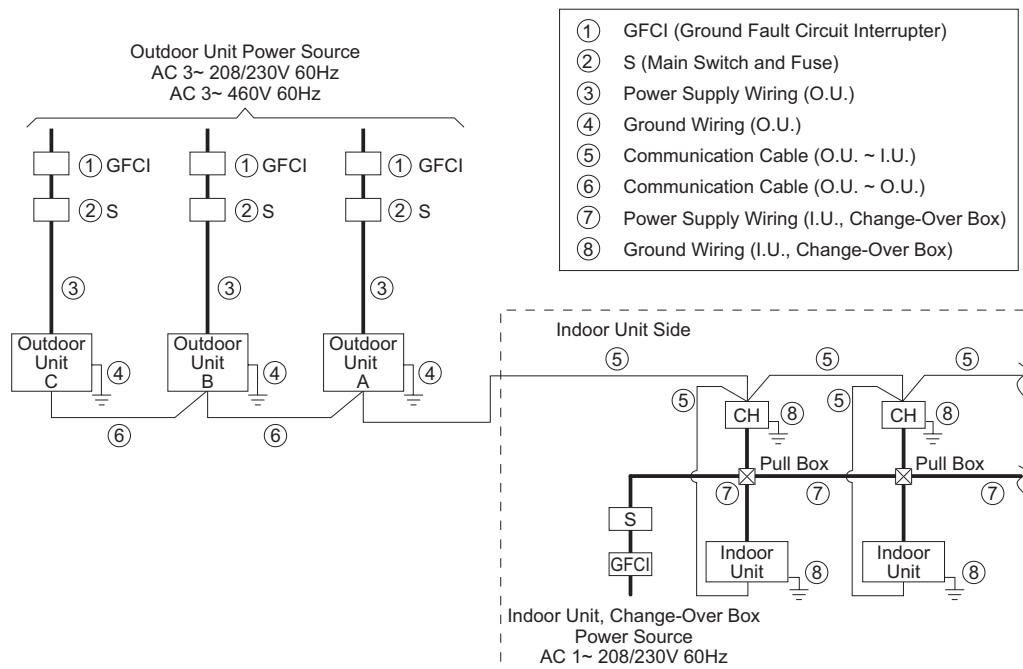 Outdoor Unit Power Source
AC 3~ 208/230V 60Hz
AC 3~ 460V 60Hz
① GFCI (Ground Fault Circuit Interrupter)
② S (Main Switch and Fuse)
③ Power Supply Wiring (O.U.)
④ Ground Wiring (O.U.)
⑤ Communication Cable (O.U. ~ I.U.)
⑥ Communication Cable (O.U. ~ O.U.)
⑦ Power Supply Wiring (I.U., Change-Over Box)
⑧ Ground Wiring (I.U., Change-Over Box)
① GFCI
① GFCI
① GFCI
② S
② S
② S
③
③
③
Outdoor
Unit
C
④
Outdoor
Unit
B
④
Outdoor
Unit
A
④
⑥
⑥
Indoor Unit Side
⑤
⑤
⑤
⑤
⑤
CH
⑧
CH
⑧
Pull Box
Pull Box
⑦
⑦
⑦
S
GFCI
Indoor
Unit
⑧
Indoor
Unit
⑧
Indoor Unit, Change-Over Box
Power Source
AC 1~ 208/230V 60Hz